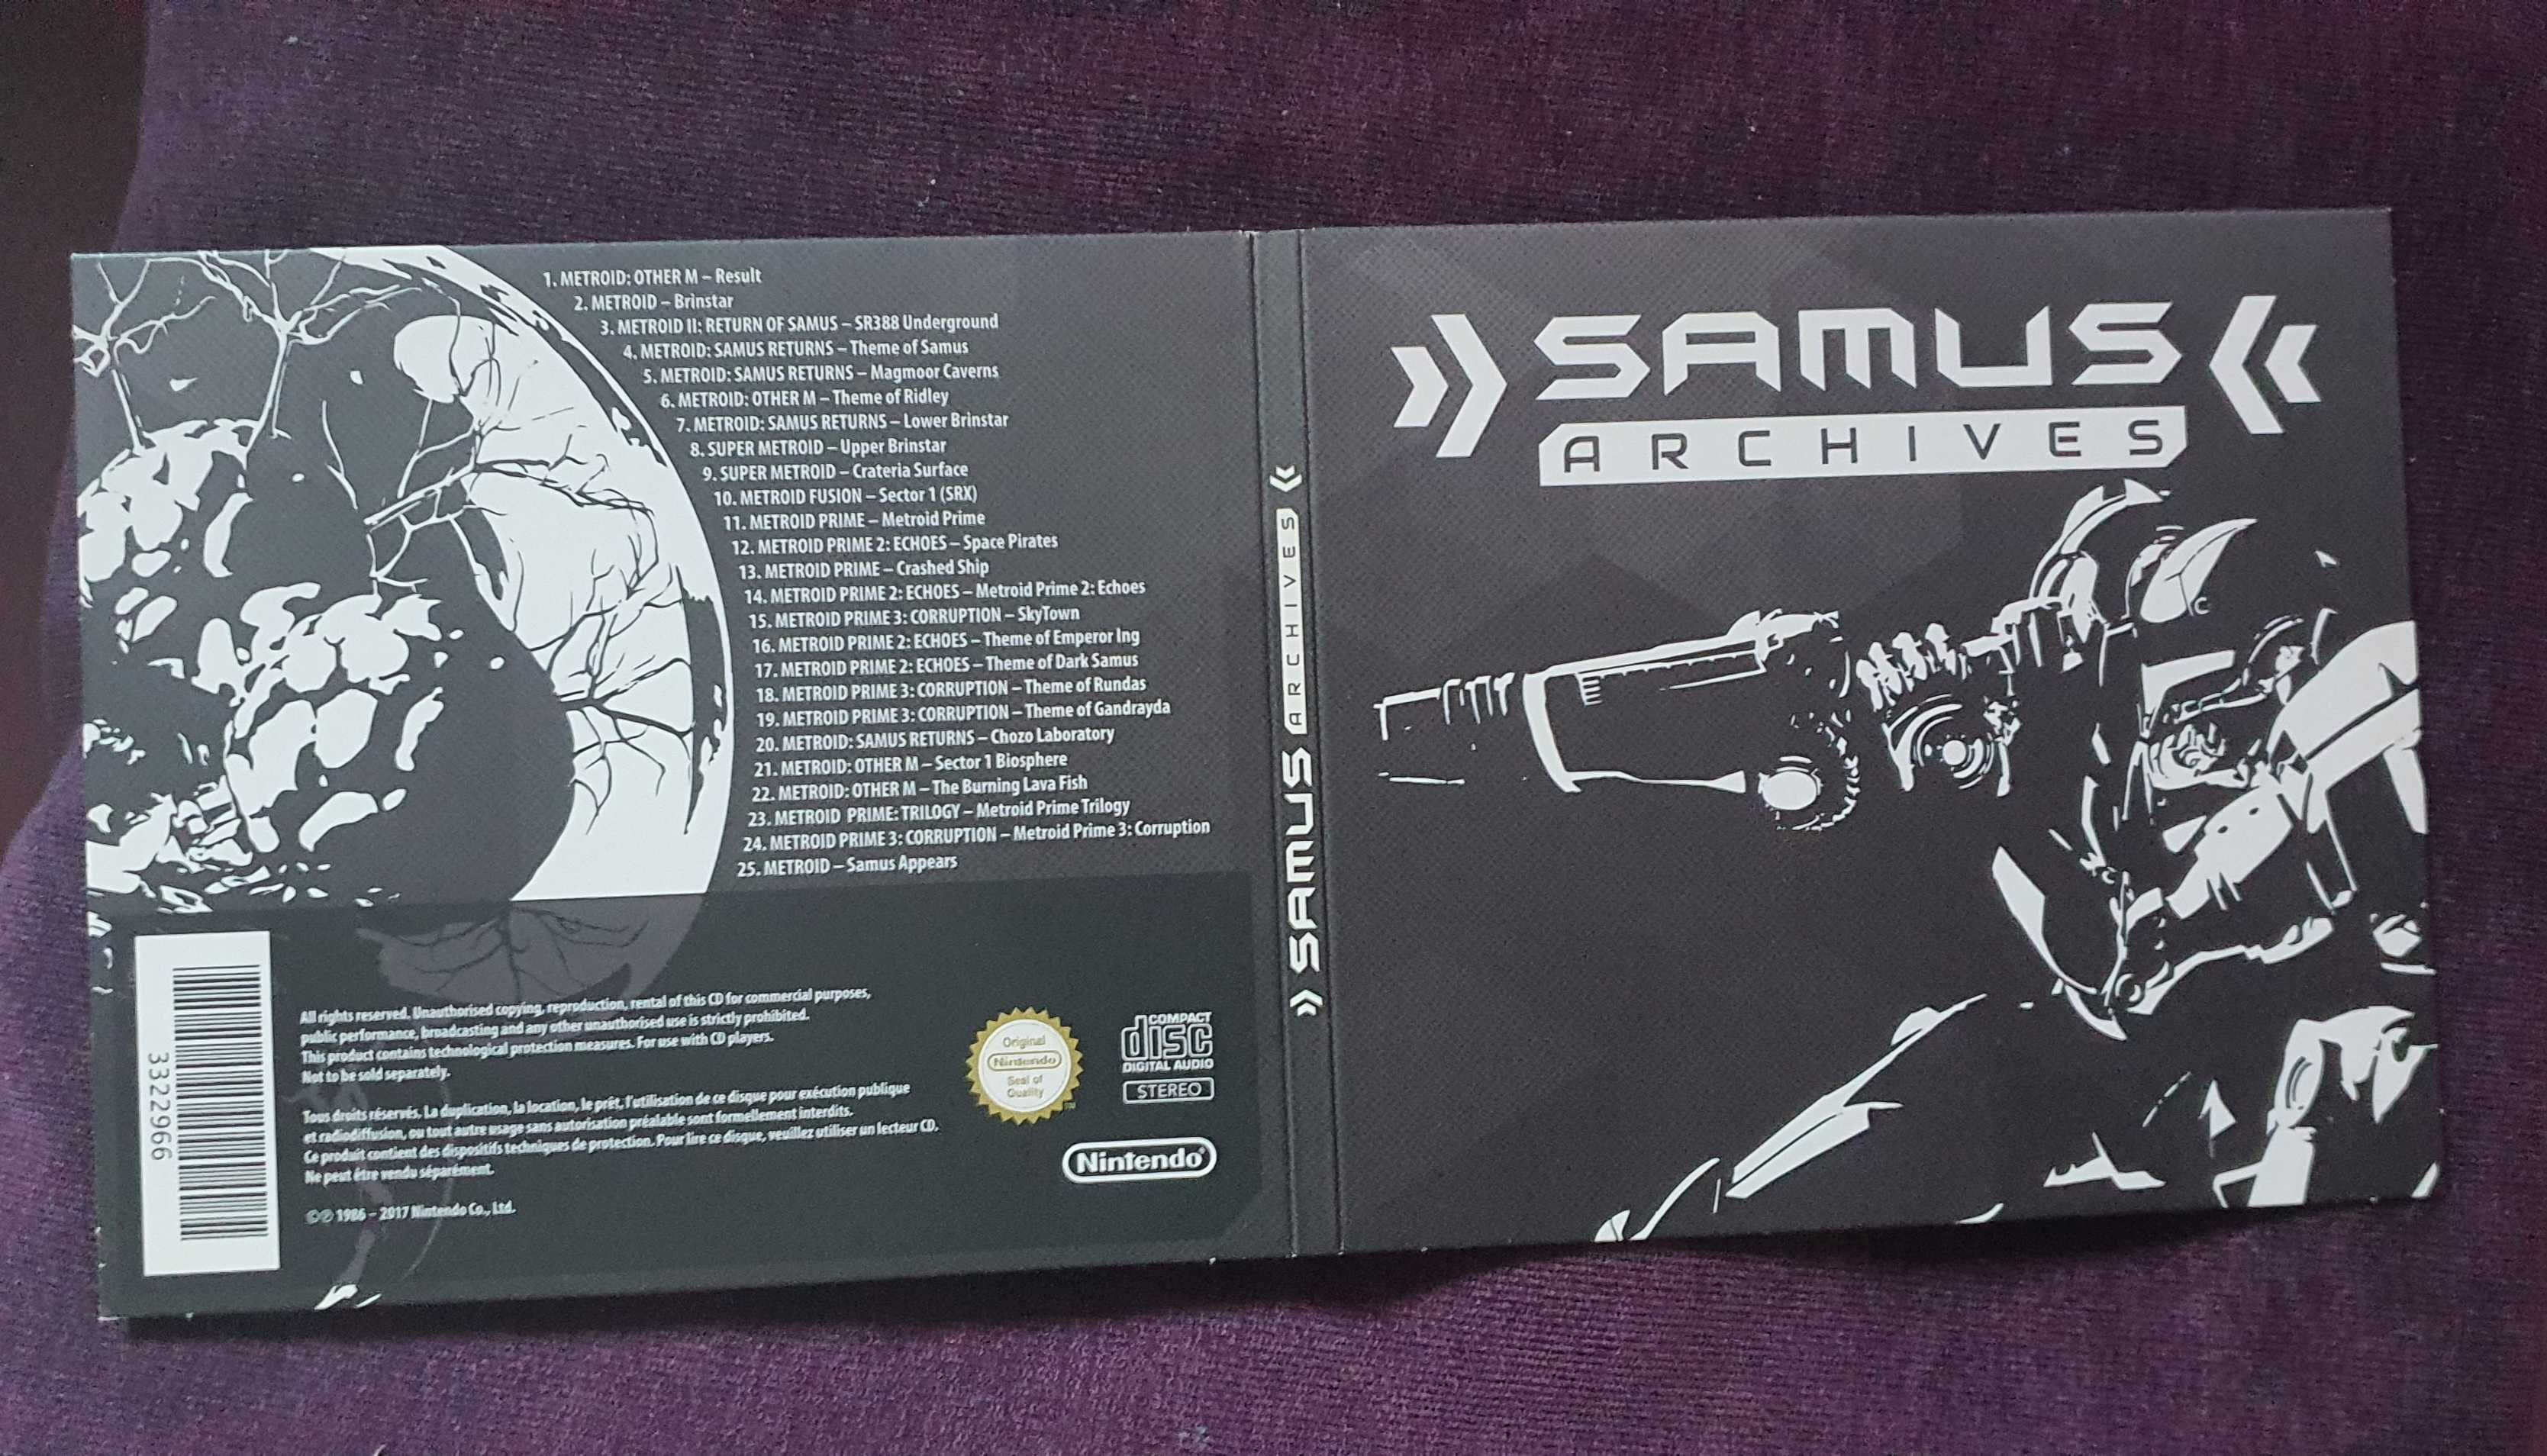 1. METROID: OTHER M – Result
2. METROID – Brinstar
3. METROID II: RETURN OF SAMUS – SR388 Underground
4. METROID: SAMUS RETURNS – Theme of Samus
5. METROID: SAMUS RETURNS – Magmoor Caverns
6. METROID: OTHER M – Theme of Ridley
7. METROID: SAMUS RETURNS – Lower Brinstar
8. SUPER METROID – Upper Brinstar
9. SUPER METROID – Crateria Surface
10. METROID FUSION – Sector 1 (SRX)
11. METROID PRIME – Metroid Prime
12. METROID PRIME 2: ECHOES – Space Pirates
13. METROID PRIME – Crashed Ship
14. METROID PRIME 2: ECHOES – Metroid Prime 2: Echoes
15. METROID PRIME 3: CORRUPTION – SkyTown
16. METROID PRIME 2: ECHOES – Theme of Emperor Ing
17. METROID PRIME 2: ECHOES – Theme of Dark Samus
18. METROID PRIME 3: CORRUPTION – Theme of Rundas
19. METROID PRIME 3: CORRUPTION – Theme of Gandrayda
20. METROID: SAMUS RETURNS – Chozo Laboratory
21. METROID: OTHER M – Sector 1 Biosphere
22. METROID: OTHER M – The Burning Lava Fish
23. METROID PRIME: TRILOGY – Metroid Prime Trilogy
24. METROID PRIME 3: CORRUPTION – Metroid Prime 3: Corruption
25. METROID – Samus Appears
3322966
All rights reserved. Unauthorised copying, reproduction, rental of this CD for commercial purposes,
public performance, broadcasting and any other unauthorised use is strictly prohibited.
This product contains technological protection measures. For use with CD players.
Not to be sold separately.
Tous droits réservés. La duplication, la location, le prêt, l'utilisation de ce disque pour exécution publique
et radiodiffusion, ou tout autre usage sans autorisation préalable sont formellement interdits.
Ce produit contient des dispositifs techniques de protection. Pour lire ce disque, veuillez utiliser un lecteur CD.
Ne peut être vendu séparément.
©℗ 1986 – 2017 Nintendo Co., Ltd.
Original
Nintendo
Seal of
Quality
TM
COMPACT
disc
DIGITAL AUDIO
STEREO
Nintendo®
SAMUS ARCHIVES
SAMUS
ARCHIVES